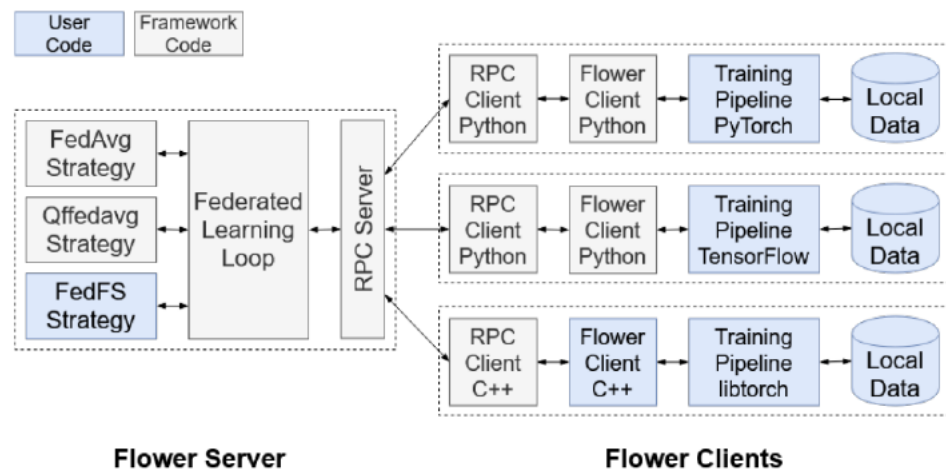 User
Code
Framework
Code
FedAvg
Strategy
Qffedavg
Strategy
FedFS
Strategy
Federated
Learning
Loop
RPC Server
RPC
Client
Python
Flower
Client
Python
Training
Pipeline
PyTorch
Local
Data
RPC
Client
Python
Flower
Client
Python
Training
Pipeline
TensorFlow
Local
Data
RPC
Client
C++
Flower
Client
C++
Training
Pipeline
libtorch
Local
Data
Flower Server
Flower Clients